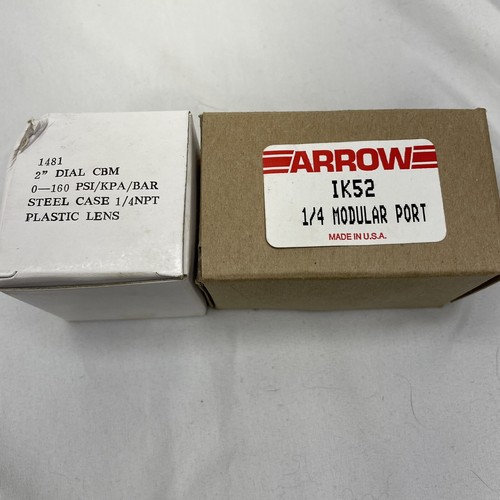 1481
2" DIAL CBM
0—160 PSI/KPA/BAR
STEEL CASE 1/4NPT
PLASTIC LENS
ARROW
IK52
1/4 MODULAR PORT
MADE IN U.S.A.